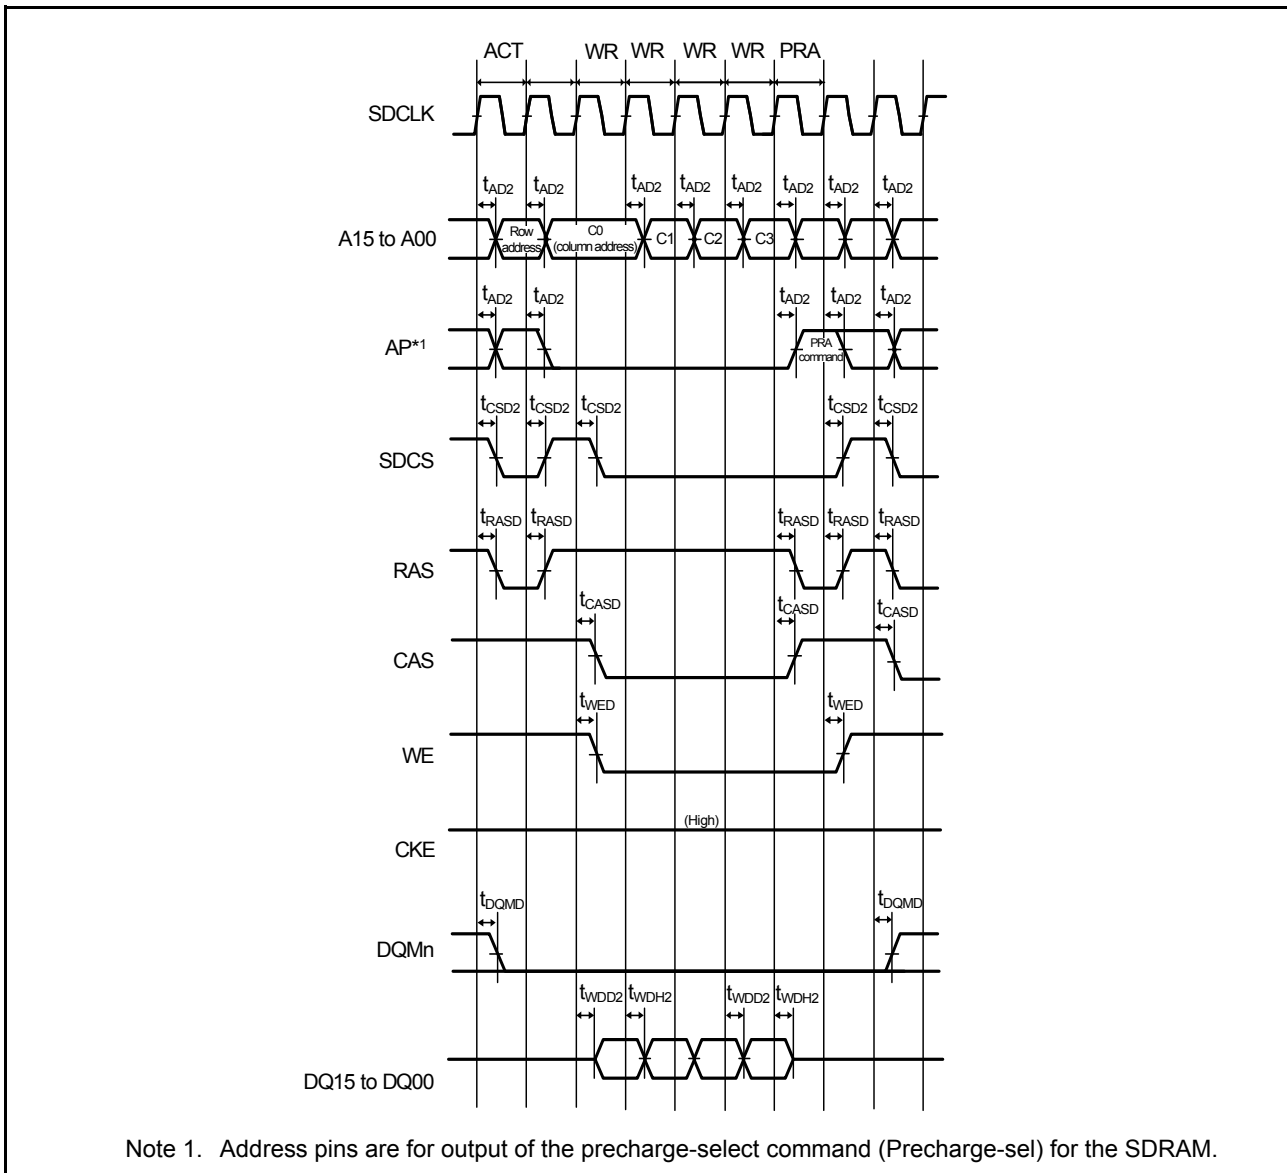 ACT WR WR WR WR PRA
SDCLK
tAD2 tAD2 tAD2 tAD2 tAD2 tAD2 tAD2 tAD2
A15 to A00
Row address
C0 (column address)
C1 C2 C3
tAD2 tAD2 tAD2 tAD2 tAD2
AP*1
PRA command
tCSD2 tCSD2 tCSD2 tCSD2 tCSD2
SDCS
tRASD tRASD tRASD tRASD tRASD
RAS
tCASD tCASD tCASD
CAS
tWED tWED
WE
(High)
CKE
tDQMD tDQMD
DQMn
tWDD2 tWDH2 tWDD2 tWDH2
DQ15 to DQ00
Note 1. Address pins are for output of the precharge-select command (Precharge-sel) for the SDRAM.